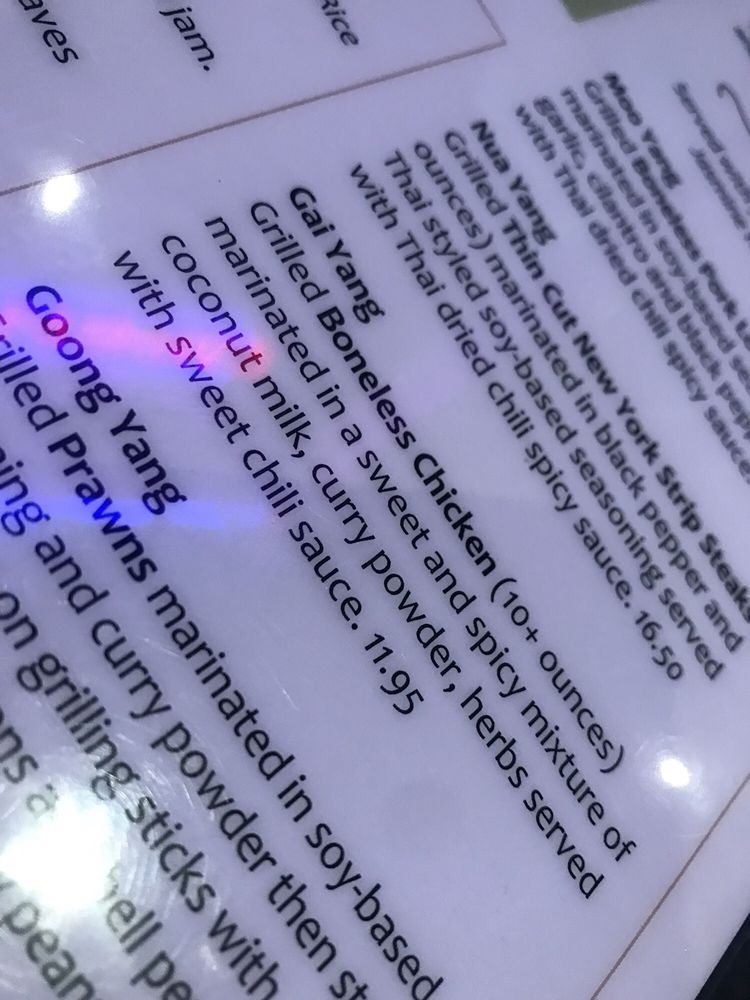 aves
jam.
Rice
Served
Moo Yang
Grilled Boneless Pork
marinated in soy-based
garlic, cilantro and black
with Thai dried chili spicy sauce
Nua Yang
Grilled Thin Cut New York Strip Steak
ounces) marinated in black pepper and
Thai styled soy-based seasoning served
with Thai dried chili spicy sauce. 16.50
Gai Yang
Grilled Boneless Chicken (10+ ounces)
marinated in a sweet and spicy mixture of
coconut milk, curry powder, herbs served
with sweet chili sauce. 11.95
Goong Yang
Grilled Prawns marinated in soy-based
and curry powder then
on grilling sticks with